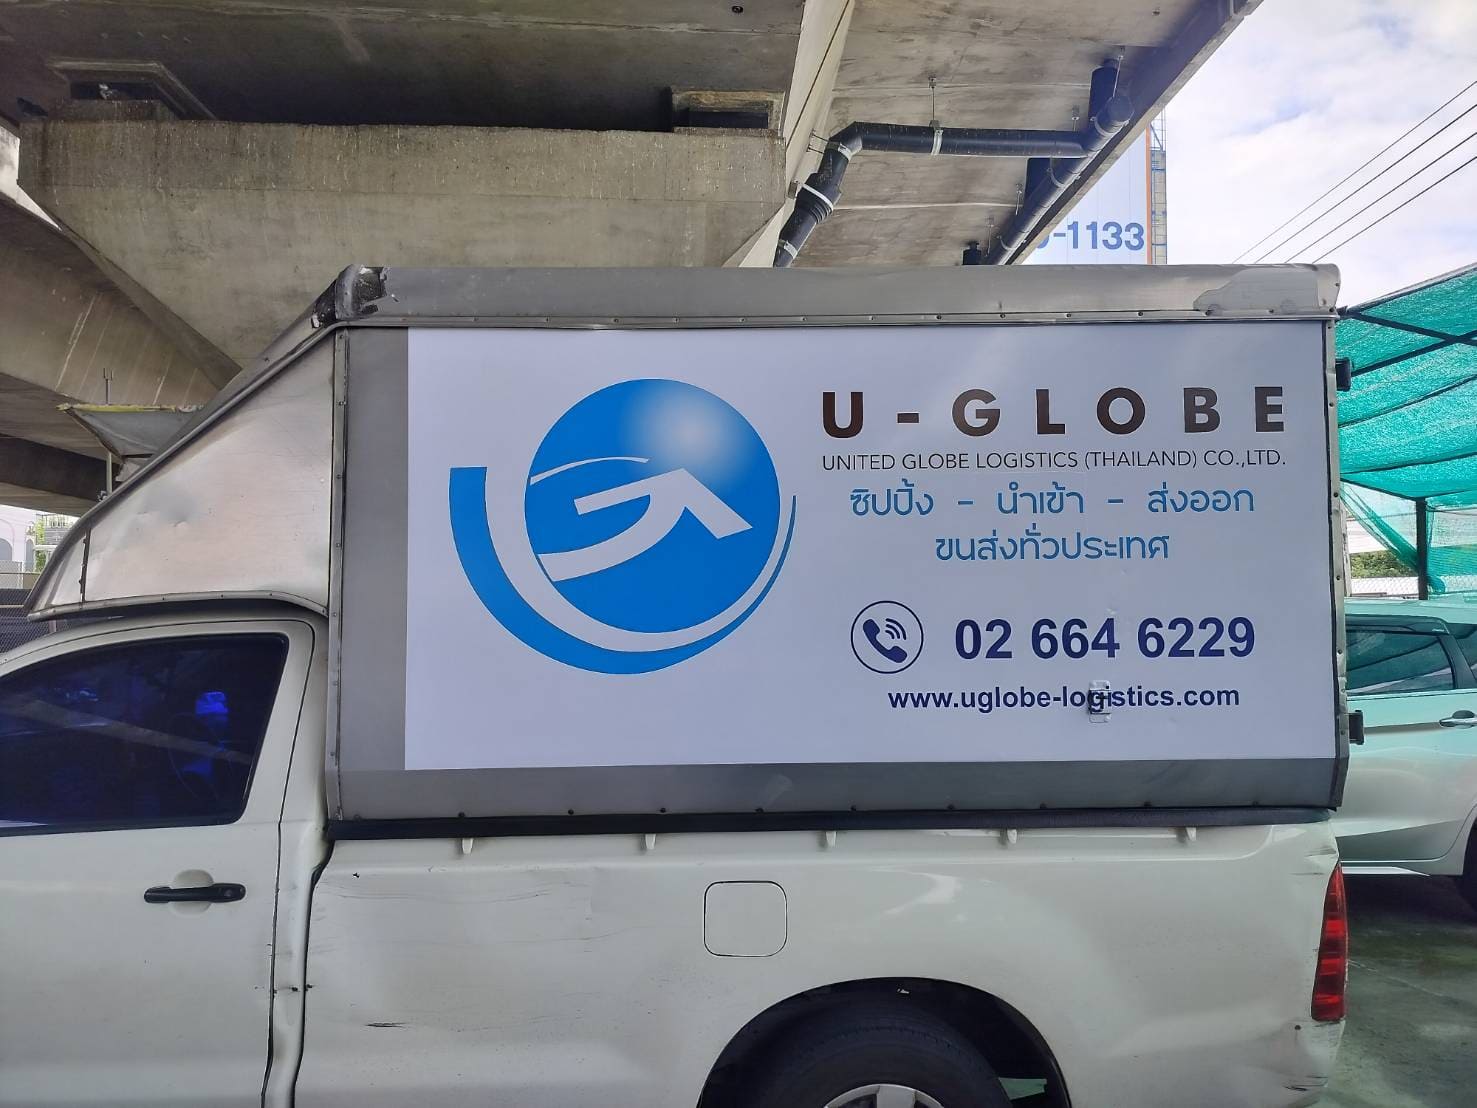 -1133
U - GLOBE
UNITED GLOBE LOGISTICS (THAILAND) CO.,LTD.
ชิปปิ้ง - นำเข้า - ส่งออก
ขนส่งทั่วประเทศ
02 664 6229
www.uglobe-logistics.com